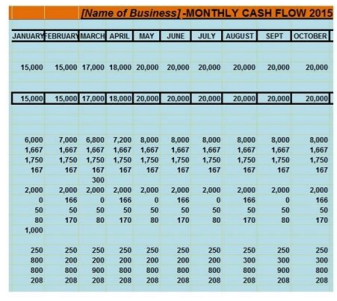 [Name of Business]-MONTHLY CASH FLOW 2015
JANUARY FEBRUARY MARCH APRIL MAY JUNE JULY AUGUST SEPT OCTOBER
15,000 15,000 17,000 18,000 20,000 20,000 20,000 20,000 20,000 20,000
15,000 15,000 17,000 18,000 20,000 20,000 20,000 20,000 20,000 20,000
6,000 7,000 6,800 7,200 8,000 8,000 8,000 8,000 8,000 8,000
1,667 1,667 1,667 1,667 1,667 1,667 1,667 1,667 1,667 1,667
1,750 1,750 1,750 1,750 1,750 1,750 1,750 1,750 1,750 1,750
167 167 167 167 167 167 167 167 167 167
300
2,000 2,000 2,000 2,000 2,000 2,000 2,000 2,000 2,000 2,000
0 166 0 166 0 166 0 166 0 166
50 50 50 50 50 50 50 50 50 50
80 170 80 170 80 170 80 170 80 170
1,000
250 250 250 250 250 250 250 250 250 250
800 200 200 200 200 200 200 300 300 300
800 800 900 800 800 800 800 800 900 800
208 208 208 208 208 208 208 208 208 208